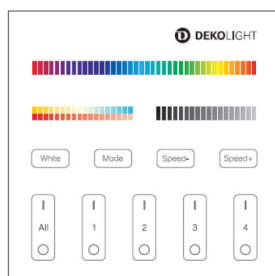 DEKOLIGHT
White Mode Speed- Speed+
I I I I I
All 1 2 3 4
O O O O O